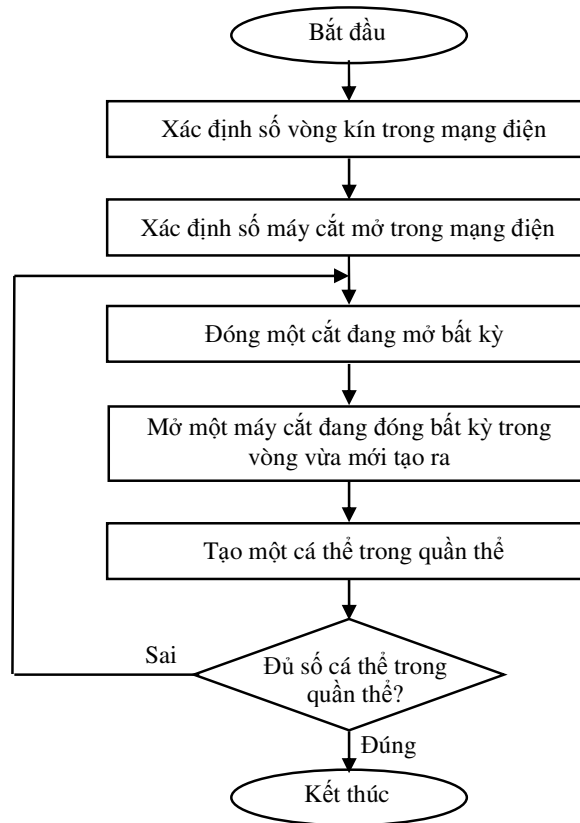 Bắt đầu
Xác định số vòng kín trong mạng điện
Xác định số máy cắt mở trong mạng điện
Đóng một cắt đang mở bất kỳ
Mở một máy cắt đang đóng bất kỳ trong
vòng vừa mới tạo ra
Tạo một cá thể trong quần thể
Sai
Đủ số cá thể trong
quần thể?
Đúng
Kết thúc